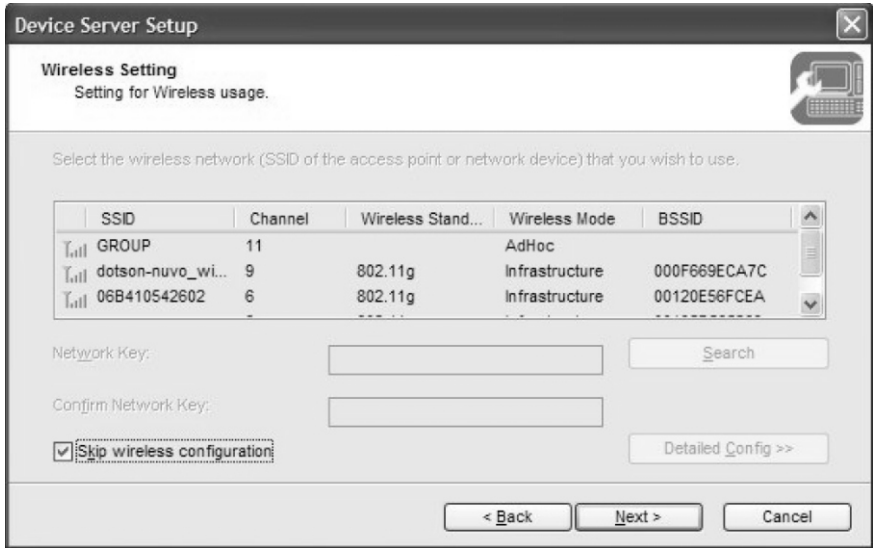 Device Server Setup
Wireless Setting
Setting for Wireless usage.
Select the wireless network (SSID of the access point or network device) that you wish to use.
SSID Channel Wireless Stand... Wireless Mode BSSID
GROUP 11 AdHoc
dotson-nuvo_wi... 9 802.11g Infrastructure 000F669ECA7C
06B410542602 6 802.11g Infrastructure 00120E56FCEA
Network Key:
Search
Confirm Network Key:
Skip wireless configuration
Detailed Config >>
< Back Next > Cancel